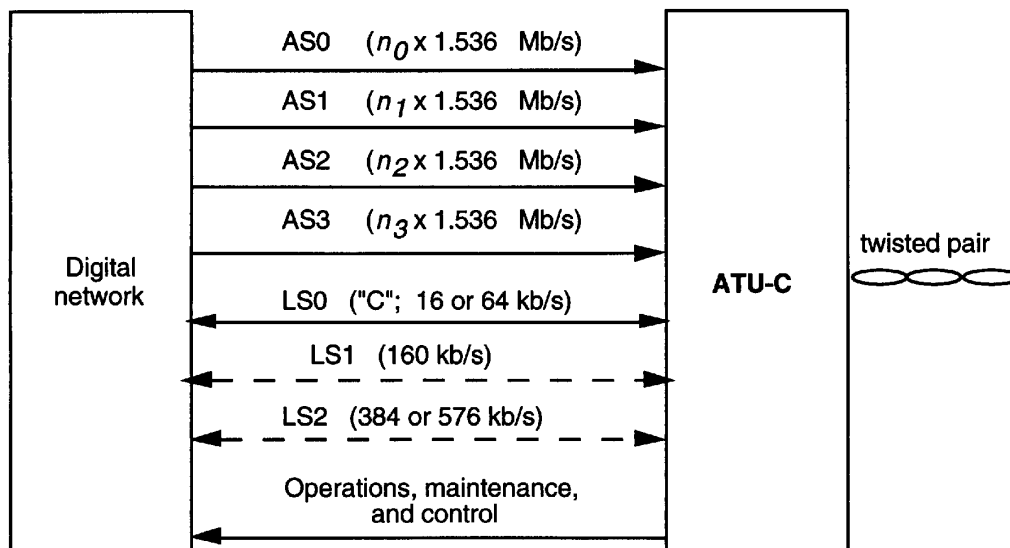 AS0 (n0 x 1.536 Mb/s)
AS1 (n1 x 1.536 Mb/s)
AS2 (n2 x 1.536 Mb/s)
AS3 (n3 x 1.536 Mb/s)
Digital
network
ATU-C
twisted pair
LS0 ("C"; 16 or 64 kb/s)
LS1 (160 kb/s)
LS2 (384 or 576 kb/s)
Operations, maintenance,
and control